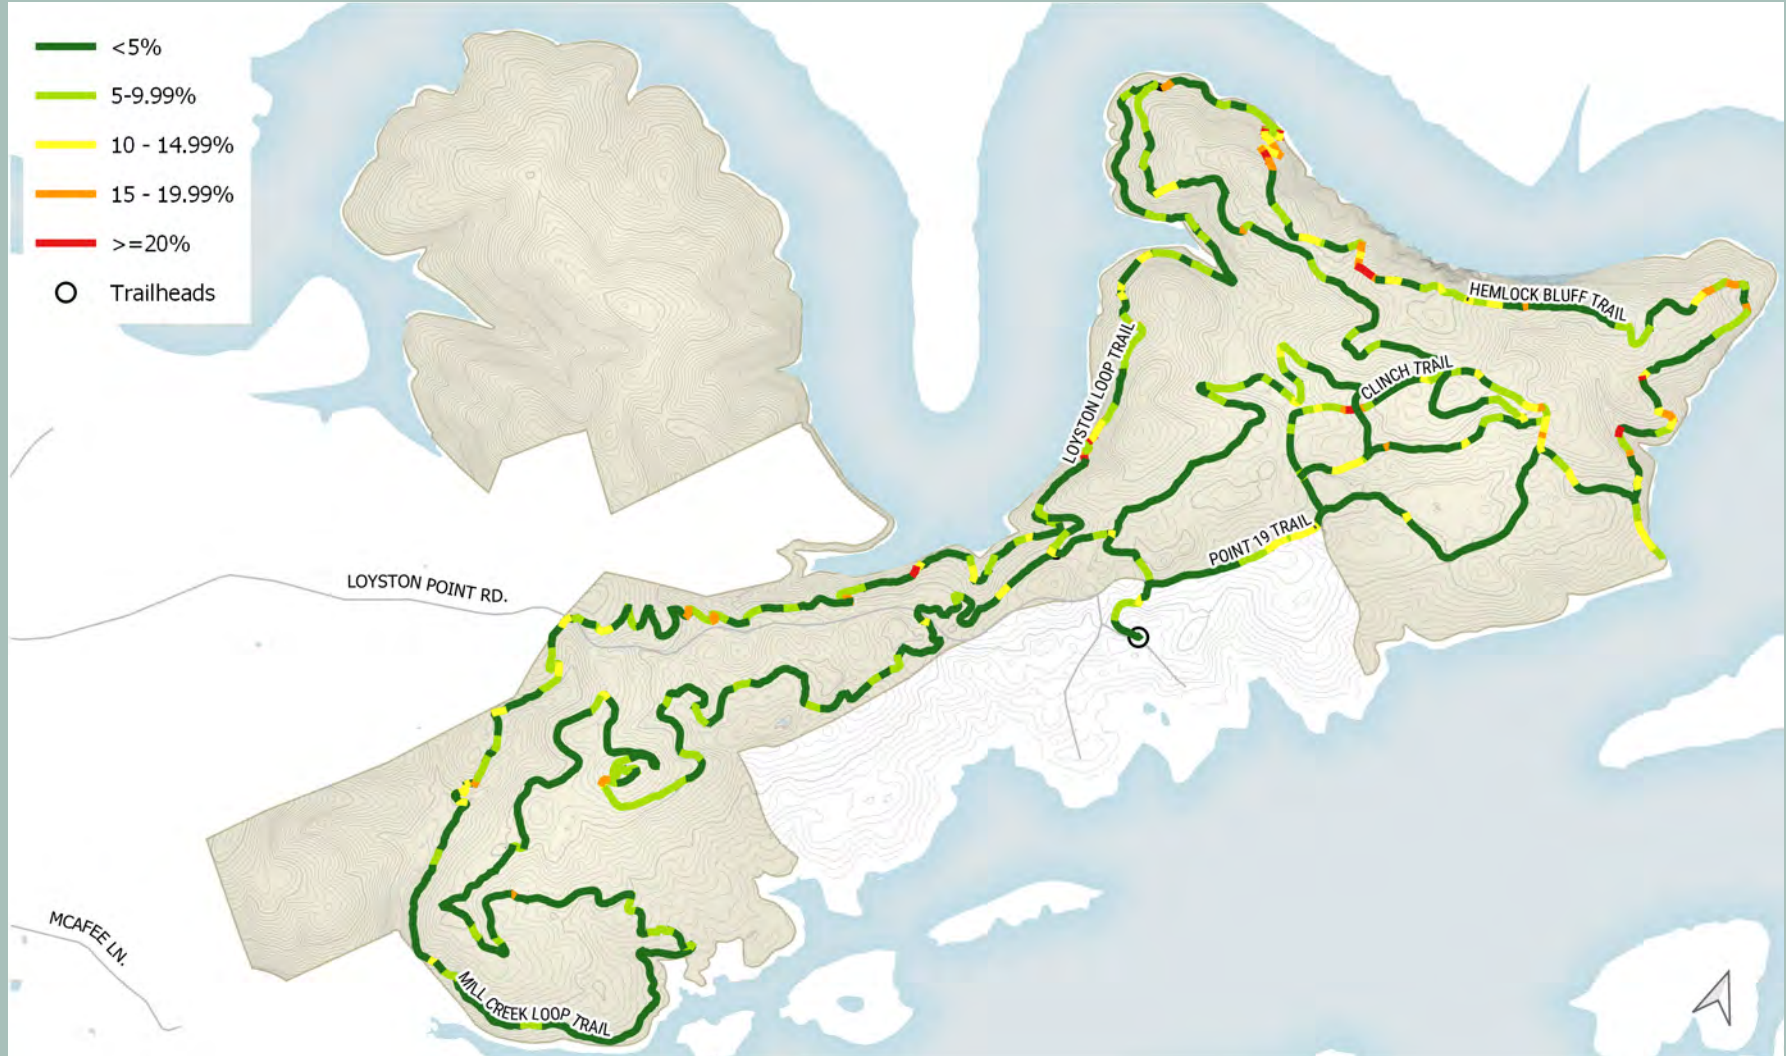 <5%
5-9.99%
10 - 14.99%
15 - 19.99%
>=20%
Trailheads
HEMLOCK BLUFF TRAIL
LOYSTON LOOP TRAIL
CLINCH TRAIL
POINT 19 TRAIL
LOYSTON POINT RD.
MCAFEE LN.
MILL CREEK LOOP TRAIL